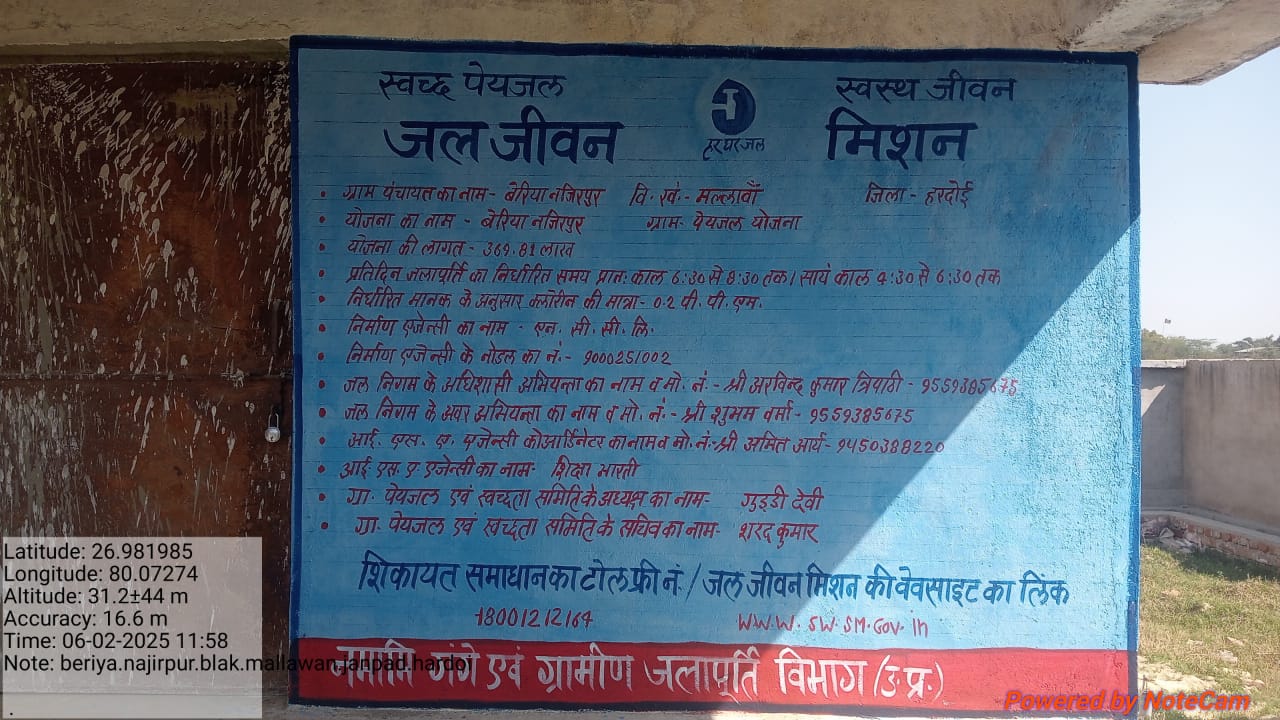 स्वच्छ पेयजल स्वस्थ जीवन
जल जीवन मिशन
हर घर जल
• ग्राम पंचायत का नाम - बेरिया नजिरपुर वि. खं.- मल्लावाँ जिला - हरदोई
• योजना का नाम - बेरिया नजिरपुर ग्राम- पेयजल योजना
• योजना की लागत - 369.81 लाख
• प्रतिदिन जलापूर्ति का निर्धारित समय प्रातः काल 6:30 से 8:30 तक / सायं काल 4:30 से 6:30 तक
• निर्धारित मानक के अनुसार क्लोरीन की मात्रा - 0.2 पी. पी. एम.
• निर्माण एजेन्सी का नाम - एन. सी. सी. लि.
• निर्माण एजेन्सी के नोडल का नं:- 9000251002
• जल निगम के अधिशासी अभियन्ता का नाम व मो. नं.- श्री अरविन्द कुमार त्रिपाठी - 9559385675
• जल निगम के अवर अभियन्ता का नाम व मो. नं:- श्री शुभम वर्मा - 9559385675
• आई. एस. ए. एजेन्सी कोआर्डिनेटर का नाम व मो. नं:- श्री अमित आर्य- 9450388220
• आई एस ए एजेन्सी का नाम- शिक्षा भारती
• ग्रा. पेयजल एवं स्वच्छता समिति के अध्यक्ष का नाम- गुड्डी देवी
• ग्रा. पेयजल एवं स्वच्छता समिति के सचिव का नाम- शरद कुमार
शिकायत समाधान का टोल फ्री नं. / जल जीवन मिशन की वेवसाइट का लिंक
18001212164 www.sw.sm.gov.in
नमामि गंगे एवं ग्रामीण जलापूर्ति विभाग (उ.प्र.)
Latitude: 26.981985
Longitude: 80.07274
Altitude: 31.2±44 m
Accuracy: 16.6 m
Time: 06-02-2025 11:58
Note: beriya.najirpur.blak.mallawan.janpad.hardoi
.
Powered by NoteCam